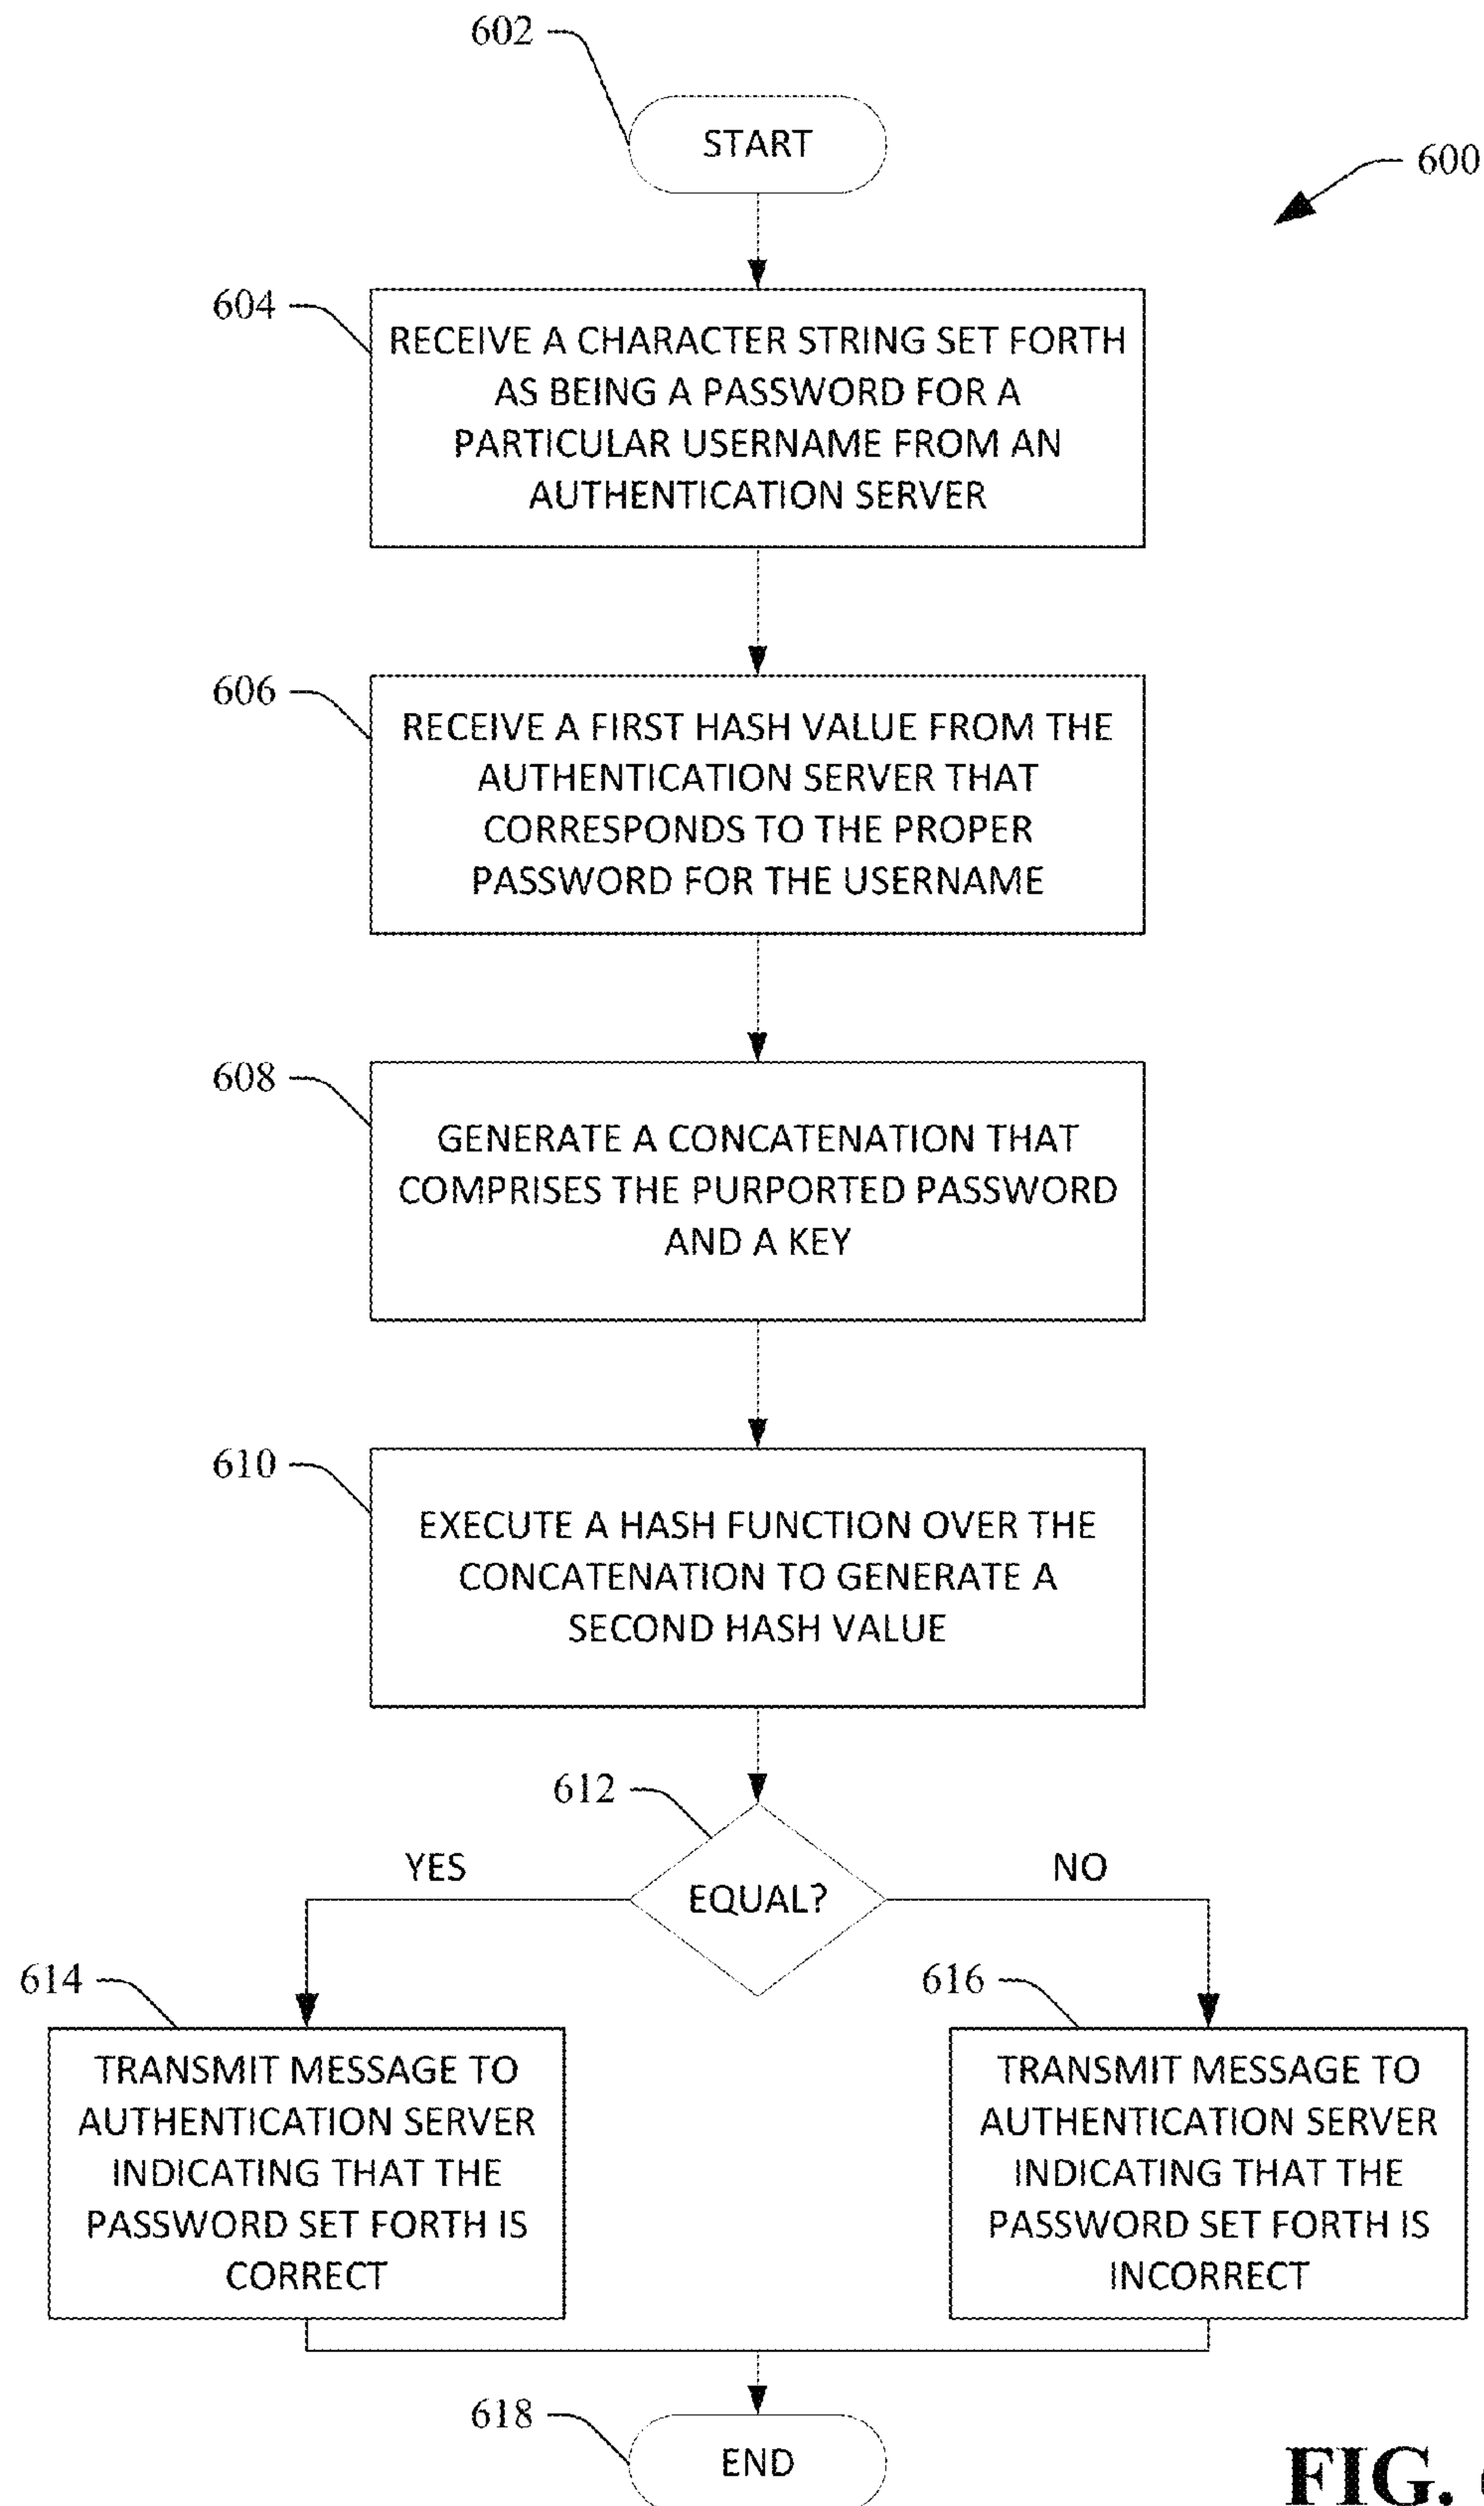 602
START
600
604
RECEIVE A CHARACTER STRING SET FORTH
AS BEING A PASSWORD FOR A
PARTICULAR USERNAME FROM AN
AUTHENTICATION SERVER
606
RECEIVE A FIRST HASH VALUE FROM THE
AUTHENTICATION SERVER THAT
CORRESPONDS TO THE PROPER
PASSWORD FOR THE USERNAME
608
GENERATE A CONCATENATION THAT
COMPRISES THE PURPORTED PASSWORD
AND A KEY
610
EXECUTE A HASH FUNCTION OVER THE
CONCATENATION TO GENERATE A
SECOND HASH VALUE
612
YES
EQUAL?
NO
614
TRANSMIT MESSAGE TO
AUTHENTICATION SERVER
INDICATING THAT THE
PASSWORD SET FORTH IS
CORRECT
616
TRANSMIT MESSAGE TO
AUTHENTICATION SERVER
INDICATING THAT THE
PASSWORD SET FORTH IS
INCORRECT
618
END
FIG.